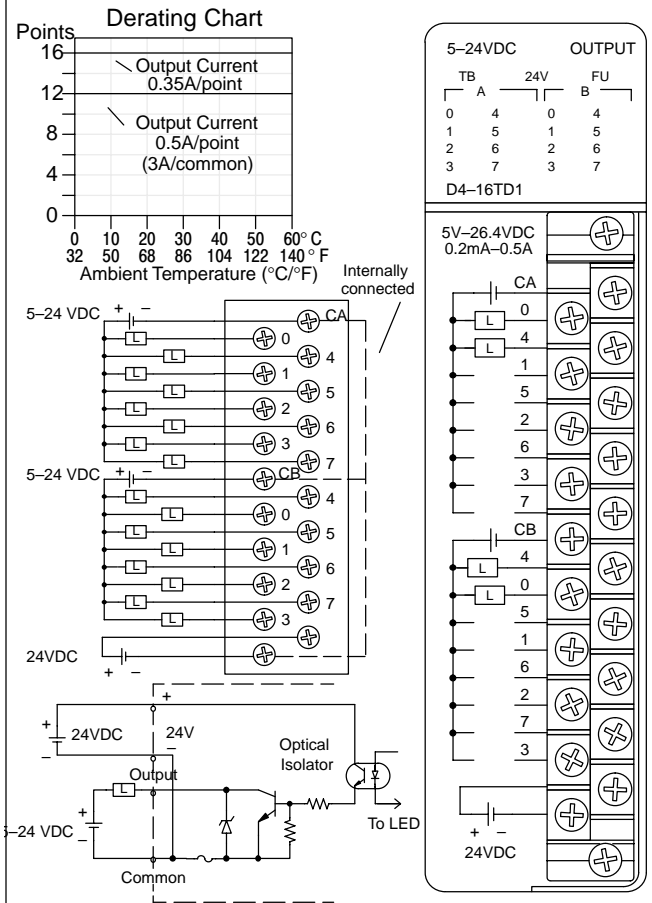 Derating Chart
Points
16
12
8
4
0
Output Current
0.35A/point
Output Current
0.5A/point
(3A/common)
0 10 20 30 40 50 60°C
32 50 68 86 104 122 140°F
Ambient Temperature (°C/°F)
Internally
connected
5–24 VDC
+ –
CA
L
0
L
4
L
1
L
5
L
2
L
6
L
3
L
7
5–24 VDC
+ –
CB
L
4
L
0
L
5
L
1
L
6
L
2
L
7
L
3
24VDC
+ –
+
24VDC
–
+
24V
–
Output
L
5–24 VDC
+
–
Common
Optical
Isolator
To LED
5–24VDC OUTPUT
TB 24V FU
A B
0 4 0 4
1 5 1 5
2 6 2 6
3 7 3 7
D4–16TD1
5V–26.4VDC
0.2mA–0.5A
CA
L
0
L
4
1
5
2
6
3
7
CB
L
4
L
0
5
1
6
2
7
3
+ –
24VDC